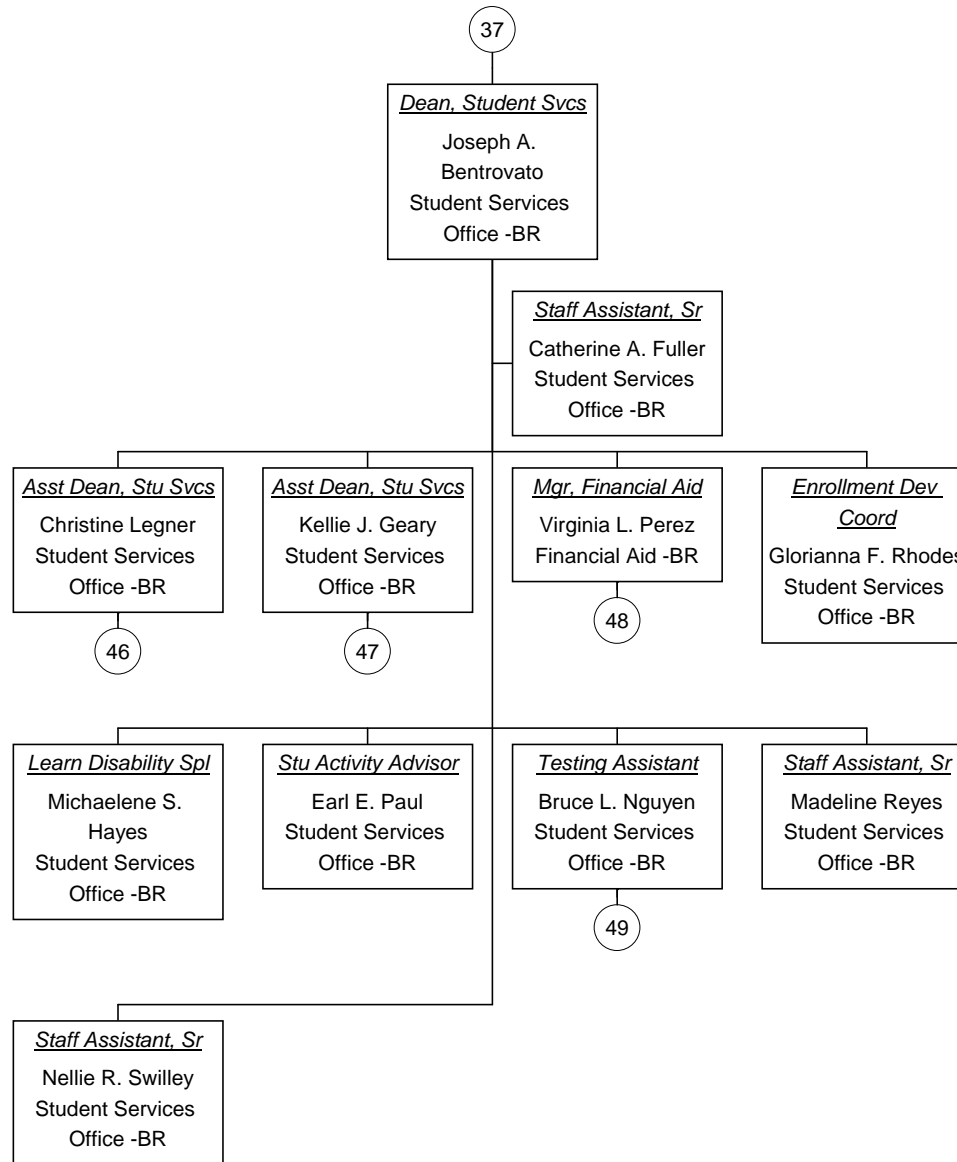 37
Dean, Student Svcs
Joseph A.
Bentrovato
Student Services
Office -BR
Staff Assistant, Sr
Catherine A. Fuller
Student Services
Office -BR
Asst Dean, Stu Svcs
Christine Legner
Student Services
Office -BR
46
Asst Dean, Stu Svcs
Kellie J. Geary
Student Services
Office -BR
47
Mgr, Financial Aid
Virginia L. Perez
Financial Aid -BR
48
Enrollment Dev
Coord
Glorianna F. Rhodes
Student Services
Office -BR
Learn Disability Spl
Michaelene S.
Hayes
Student Services
Office -BR
Stu Activity Advisor
Earl E. Paul
Student Services
Office -BR
Testing Assistant
Bruce L. Nguyen
Student Services
Office -BR
49
Staff Assistant, Sr
Madeline Reyes
Student Services
Office -BR
Staff Assistant, Sr
Nellie R. Swilley
Student Services
Office -BR